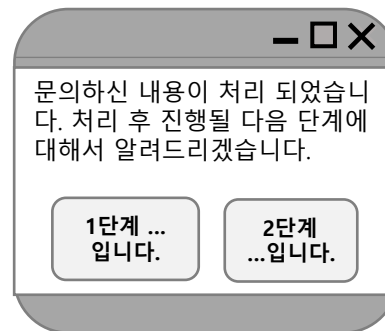 문의하신 내용이 처리 되었습니
다. 처리 후 진행될 다음 단계에
대해서 알려드리겠습니다.
1단계 ...
입니다.
2단계
...입니다.